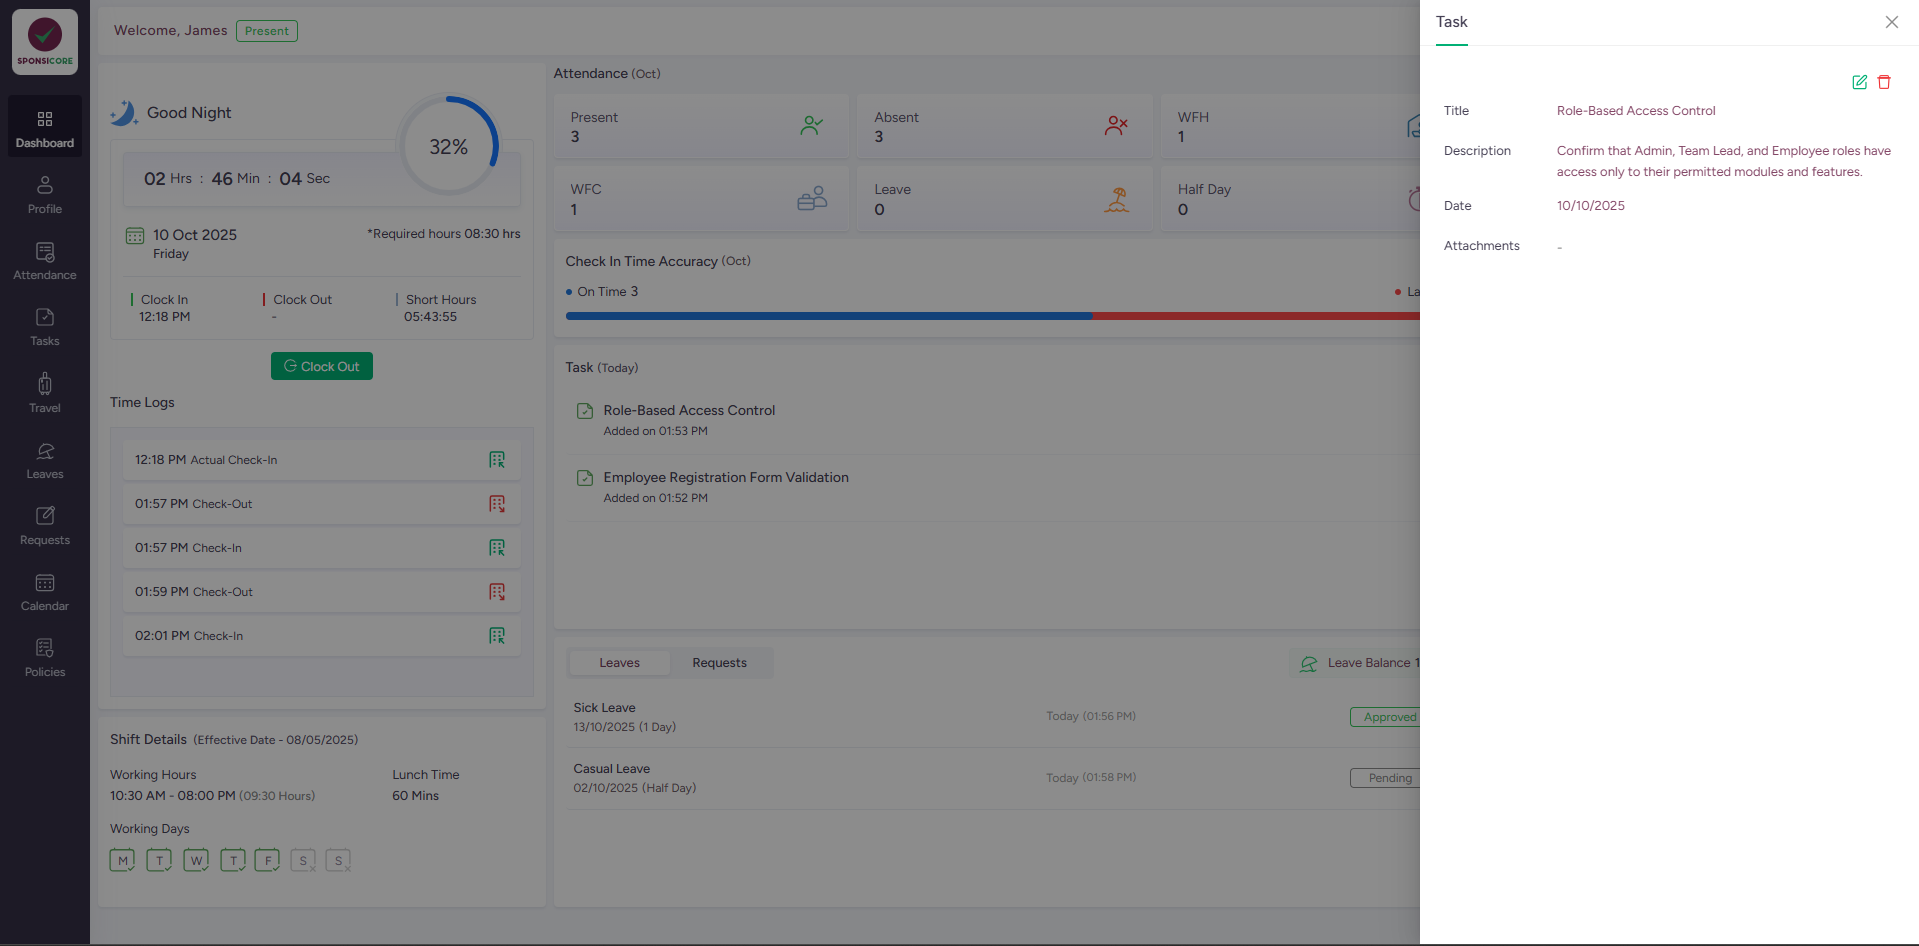 SPONSICORE
Dashboard
Profile
Attendance
Tasks
Travel
Leaves
Requests
Calendar
Policies
Welcome, James Present
Good Night
32%
02 Hrs : 46 Min : 04 Sec
10 Oct 2025 *Required hours 08:30 hrs
Friday
Clock In Clock Out Short Hours
12:18 PM - 05:43:55
Clock Out
Time Logs
12:18 PM Actual Check-In
01:57 PM Check-Out
01:57 PM Check-In
01:59 PM Check-Out
02:01 PM Check-In
Shift Details (Effective Date - 08/05/2025)
Working Hours Lunch Time
10:30 AM - 08:00 PM (09:30 Hours) 60 Mins
Working Days
M T W T F S S
Attendance (Oct)
Present Absent WFH
3 3 1
WFC Leave Half Day
1 0 0
Check In Time Accuracy (Oct)
On Time 3 La
Task (Today)
Role-Based Access Control
Added on 01:53 PM
Employee Registration Form Validation
Added on 01:52 PM
Leaves Requests Leave Balance 1
Sick Leave
13/10/2025 (1 Day) Today (01:56 PM) Approved
Casual Leave
02/10/2025 (Half Day) Today (01:58 PM) Pending
Task
Title Role-Based Access Control
Description Confirm that Admin, Team Lead, and Employee roles have
access only to their permitted modules and features.
Date 10/10/2025
Attachments -